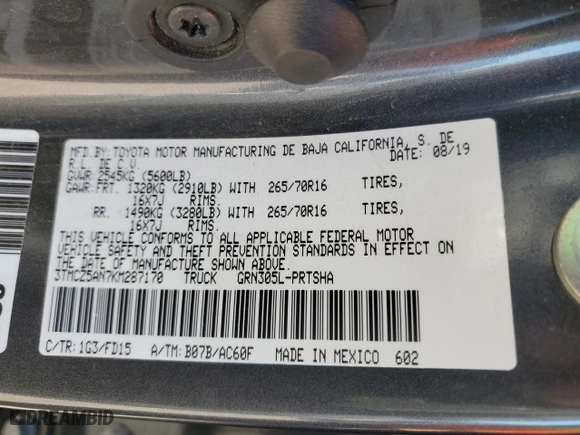 MFD.BY:TOYOTA MOTOR MANUFACTURING DE BAJA CALIFORNIA, S. DE
R L. DE C.V. DATE: 08/19
GVWR 2545KG (5600LB)
GAWR:FRT. 1320KG (2910LB) WITH 265/70R16 TIRES,
16X7J RIMS.
RR. 1490KG (3280LB) WITH 265/70R16 TIRES,
16X7J RIMS.
THIS VEHICLE CONFORMS TO ALL APPLICABLE FEDERAL MOTOR
VEHICLE SAFETY AND THEFT PREVENTION STANDARDS IN EFFECT ON
THE DATE OF MANUFACTURE SHOWN ABOVE.
3TMCZ5AN7KM287170 TRUCK GRN305L-PRTSHA
C/TR: 1G3/FD15 A/TM: B07B/AC60F MADE IN MEXICO 602
DREAMBID